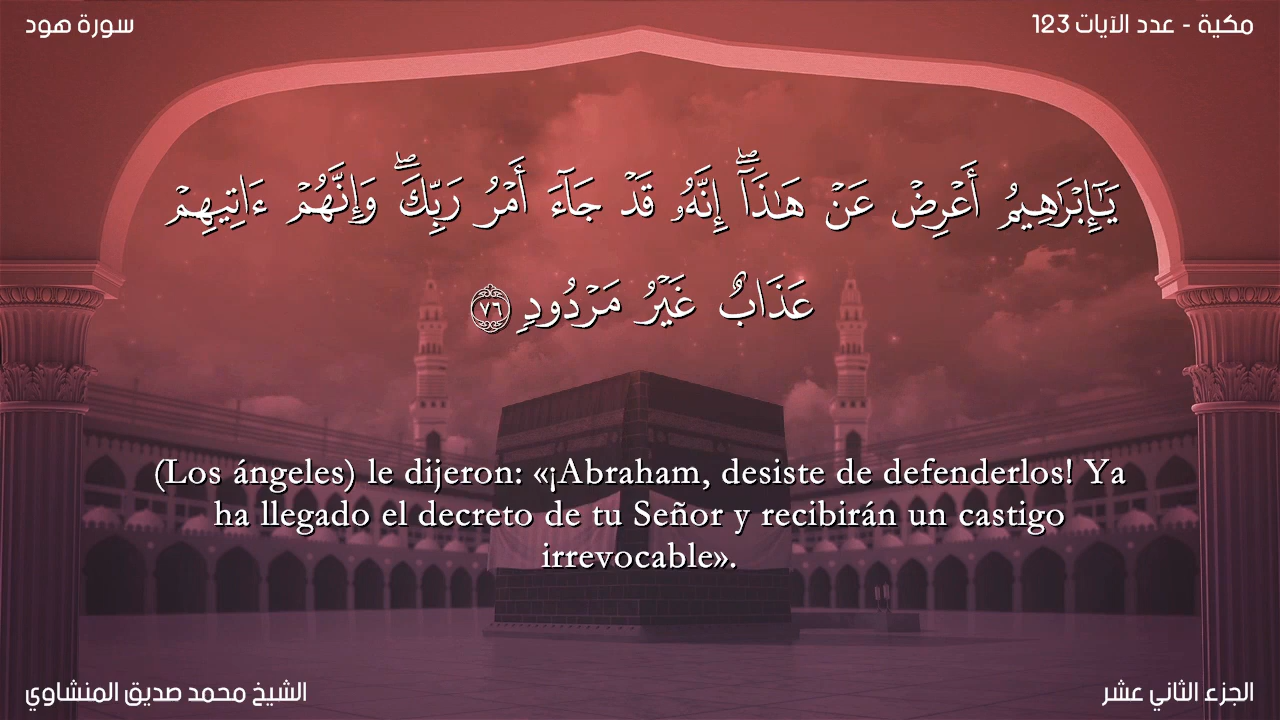 سورة هود
مكية - عدد الآيات 123
يَـٰٓإِبْرَٰهِيمُ أَعْرِضْ عَنْ هَـٰذَآ ۖ إِنَّهُۥ قَدْ جَآءَ أَمْرُ رَبِّكَ ۖ وَإِنَّهُمْ ءَاتِيهِمْ
عَذَابٌ غَيْرُ مَرْدُودٍ ٧٦
(Los ángeles) le dijeron: «¡Abraham, desiste de defenderlos! Ya
ha llegado el decreto de tu Señor y recibirán un castigo
irrevocable».
الشيخ محمد صديق المنشاوي
الجزء الثاني عشر